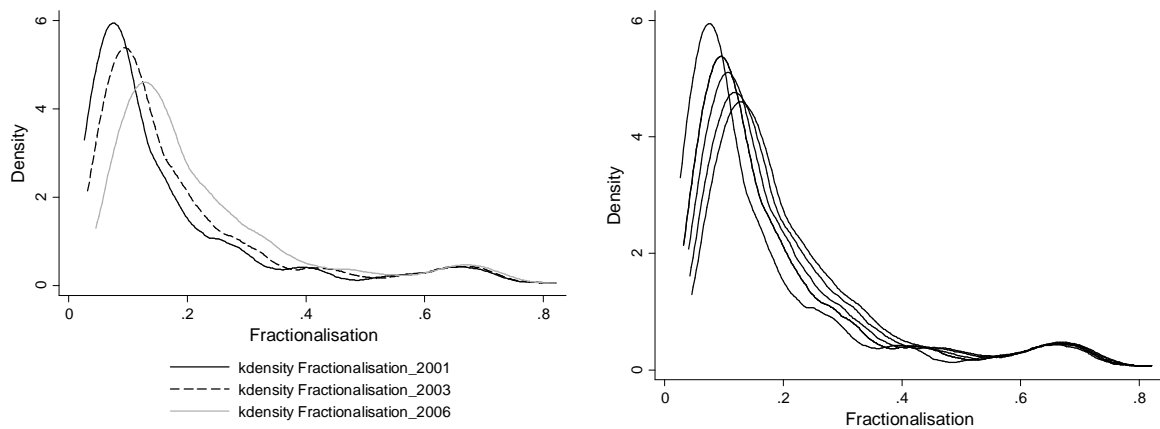 6
4
2
0
Density
0 .2 .4 .6 .8
Fractionalisation
kdensity Fractionalisation_2001
kdensity Fractionalisation_2003
kdensity Fractionalisation_2006
6
4
2
0
Density
0 .2 .4 .6 .8
Fractionalisation